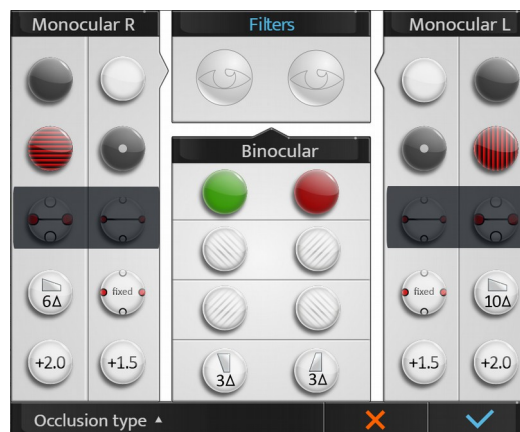 Monocular R
Filters
Monocular L
Binocular
6Δ
fixed
fixed
10Δ
+2.0
+1.5
3Δ
3Δ
+1.5
+2.0
Occlusion type